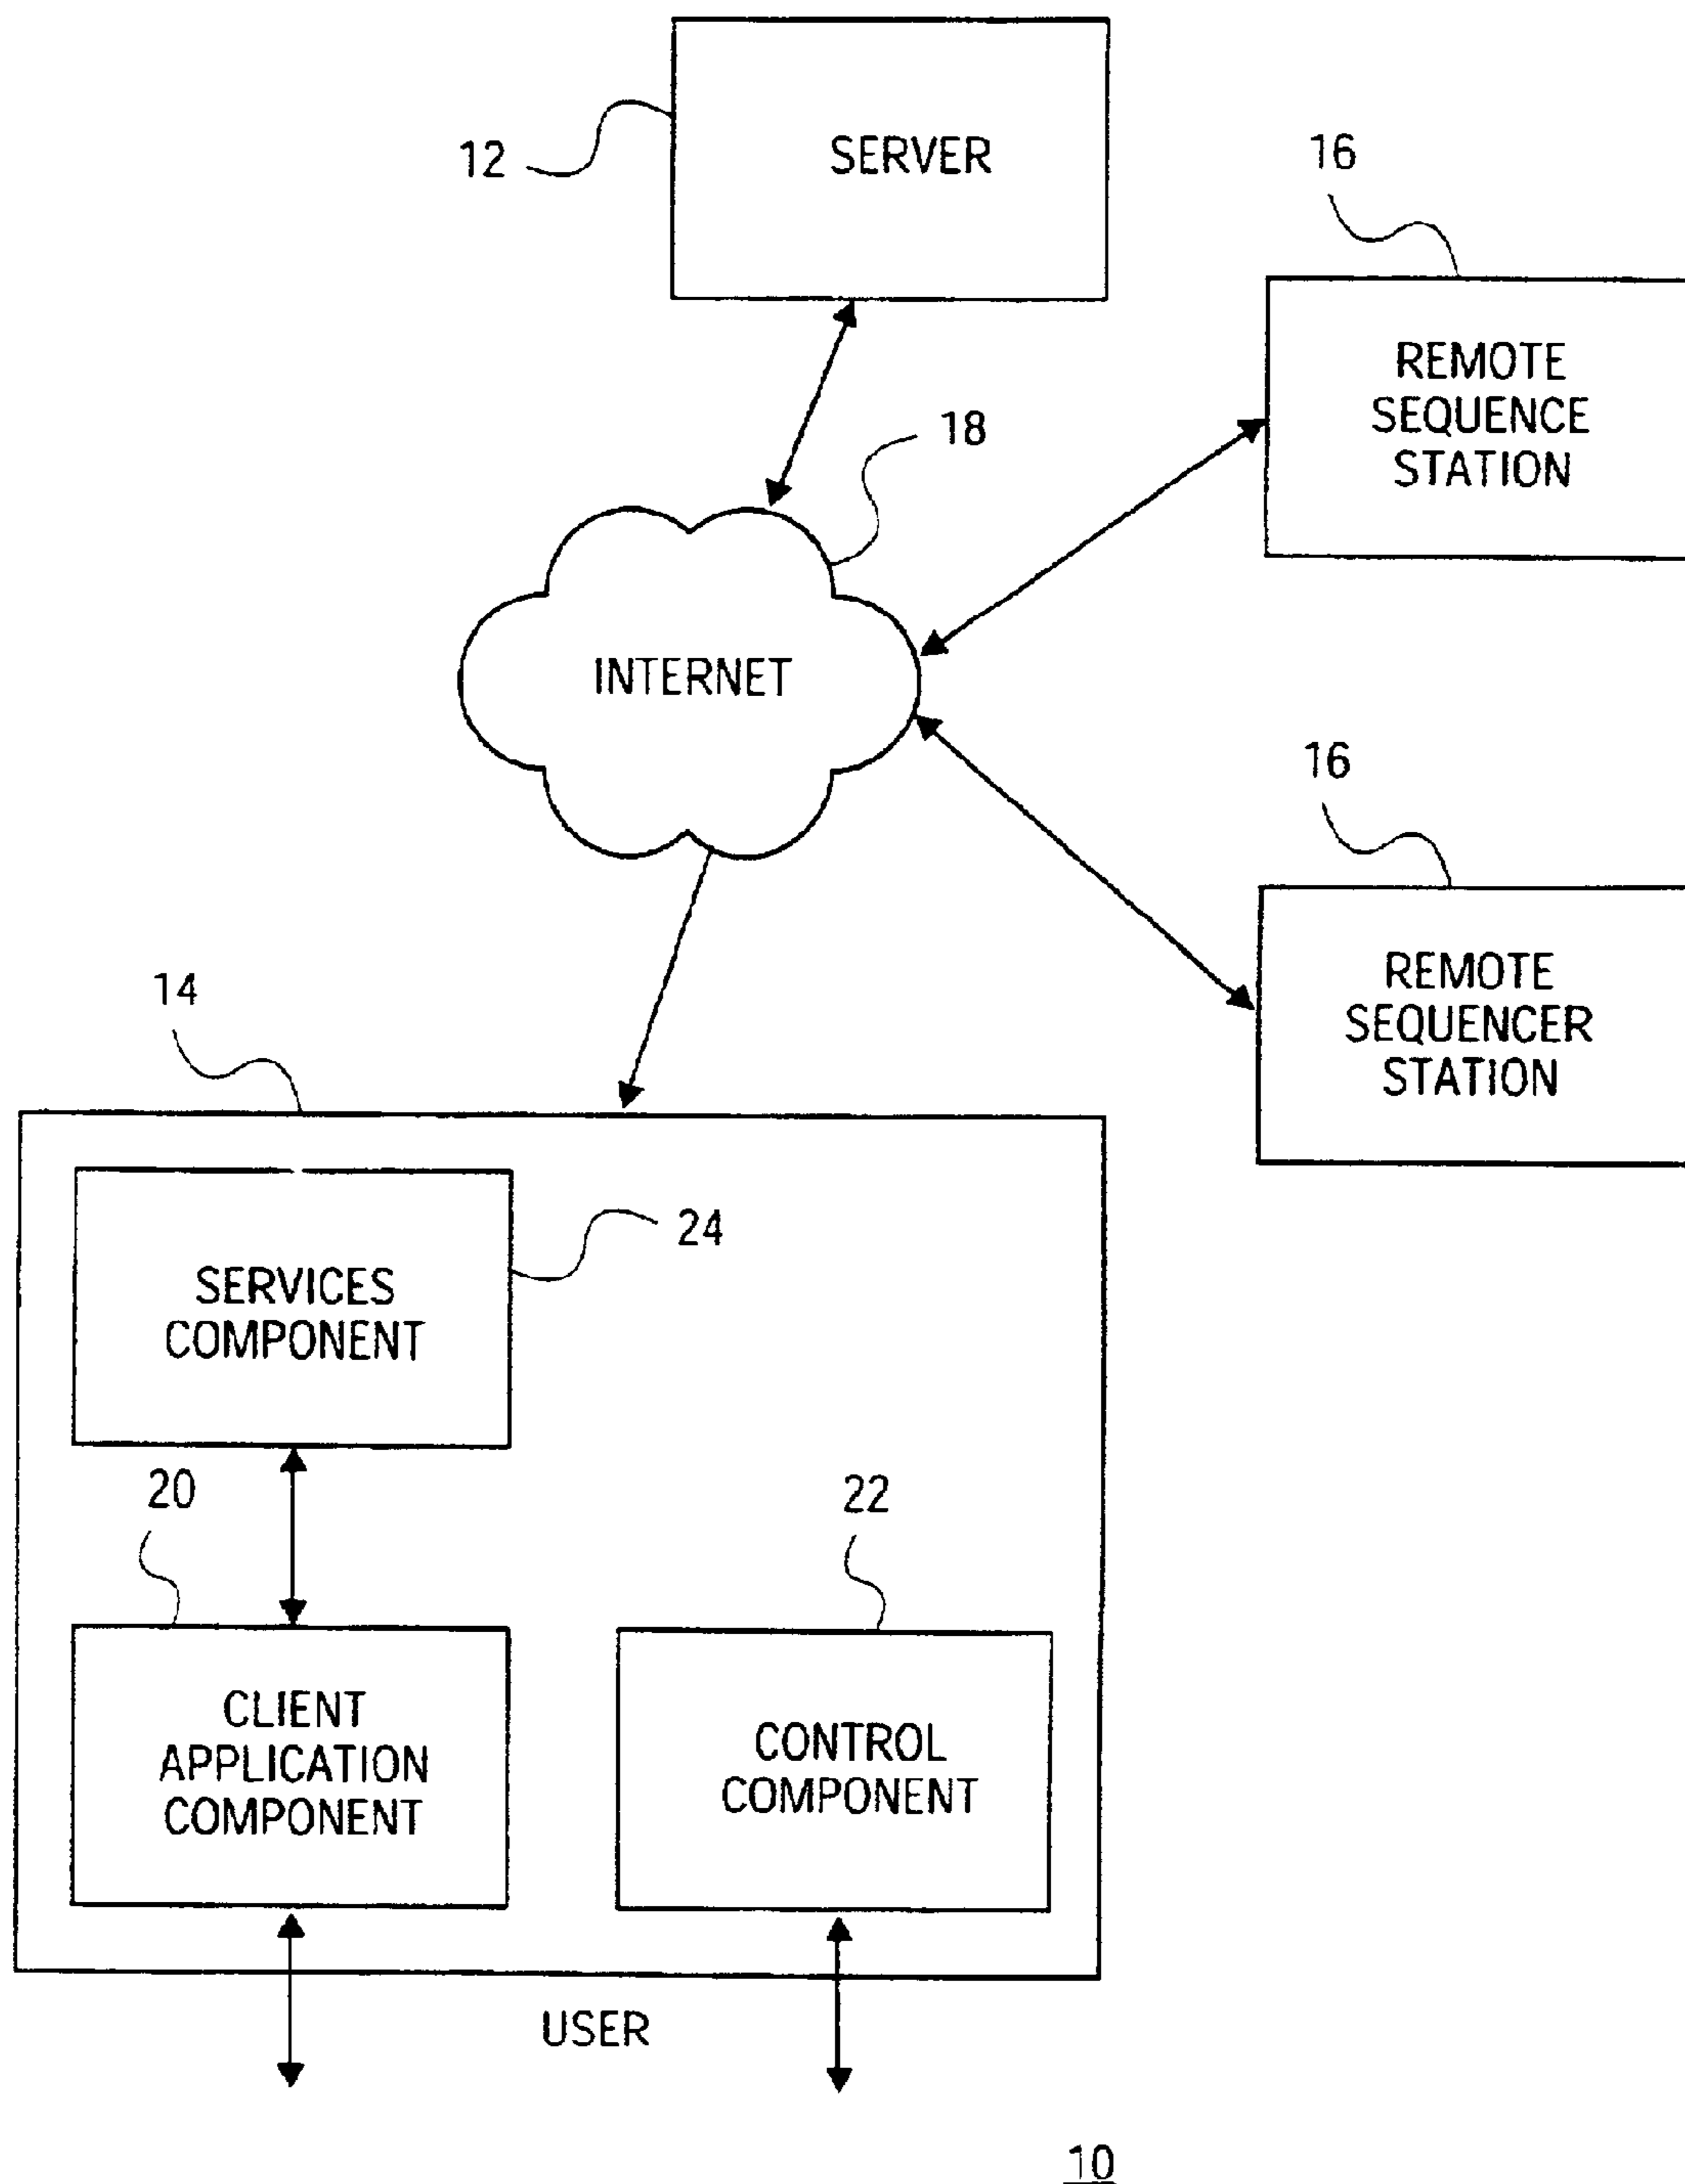 12
SERVER
16
REMOTE
SEQUENCE
STATION
18
INTERNET
16
REMOTE
SEQUENCER
STATION
14
24
SERVICES
COMPONENT
20
22
CLIENT
APPLICATION
COMPONENT
CONTROL
COMPONENT
USER
10